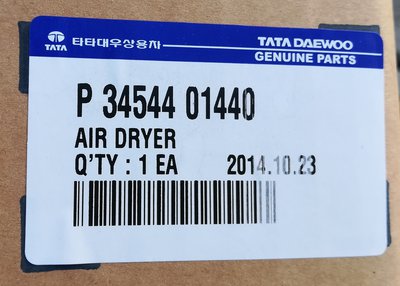 TATA 타타대우상용차 TATA DAEWOO
GENUINE PARTS
P 34544 01440
AIR DRYER
Q'TY : 1 EA 2014.10.23